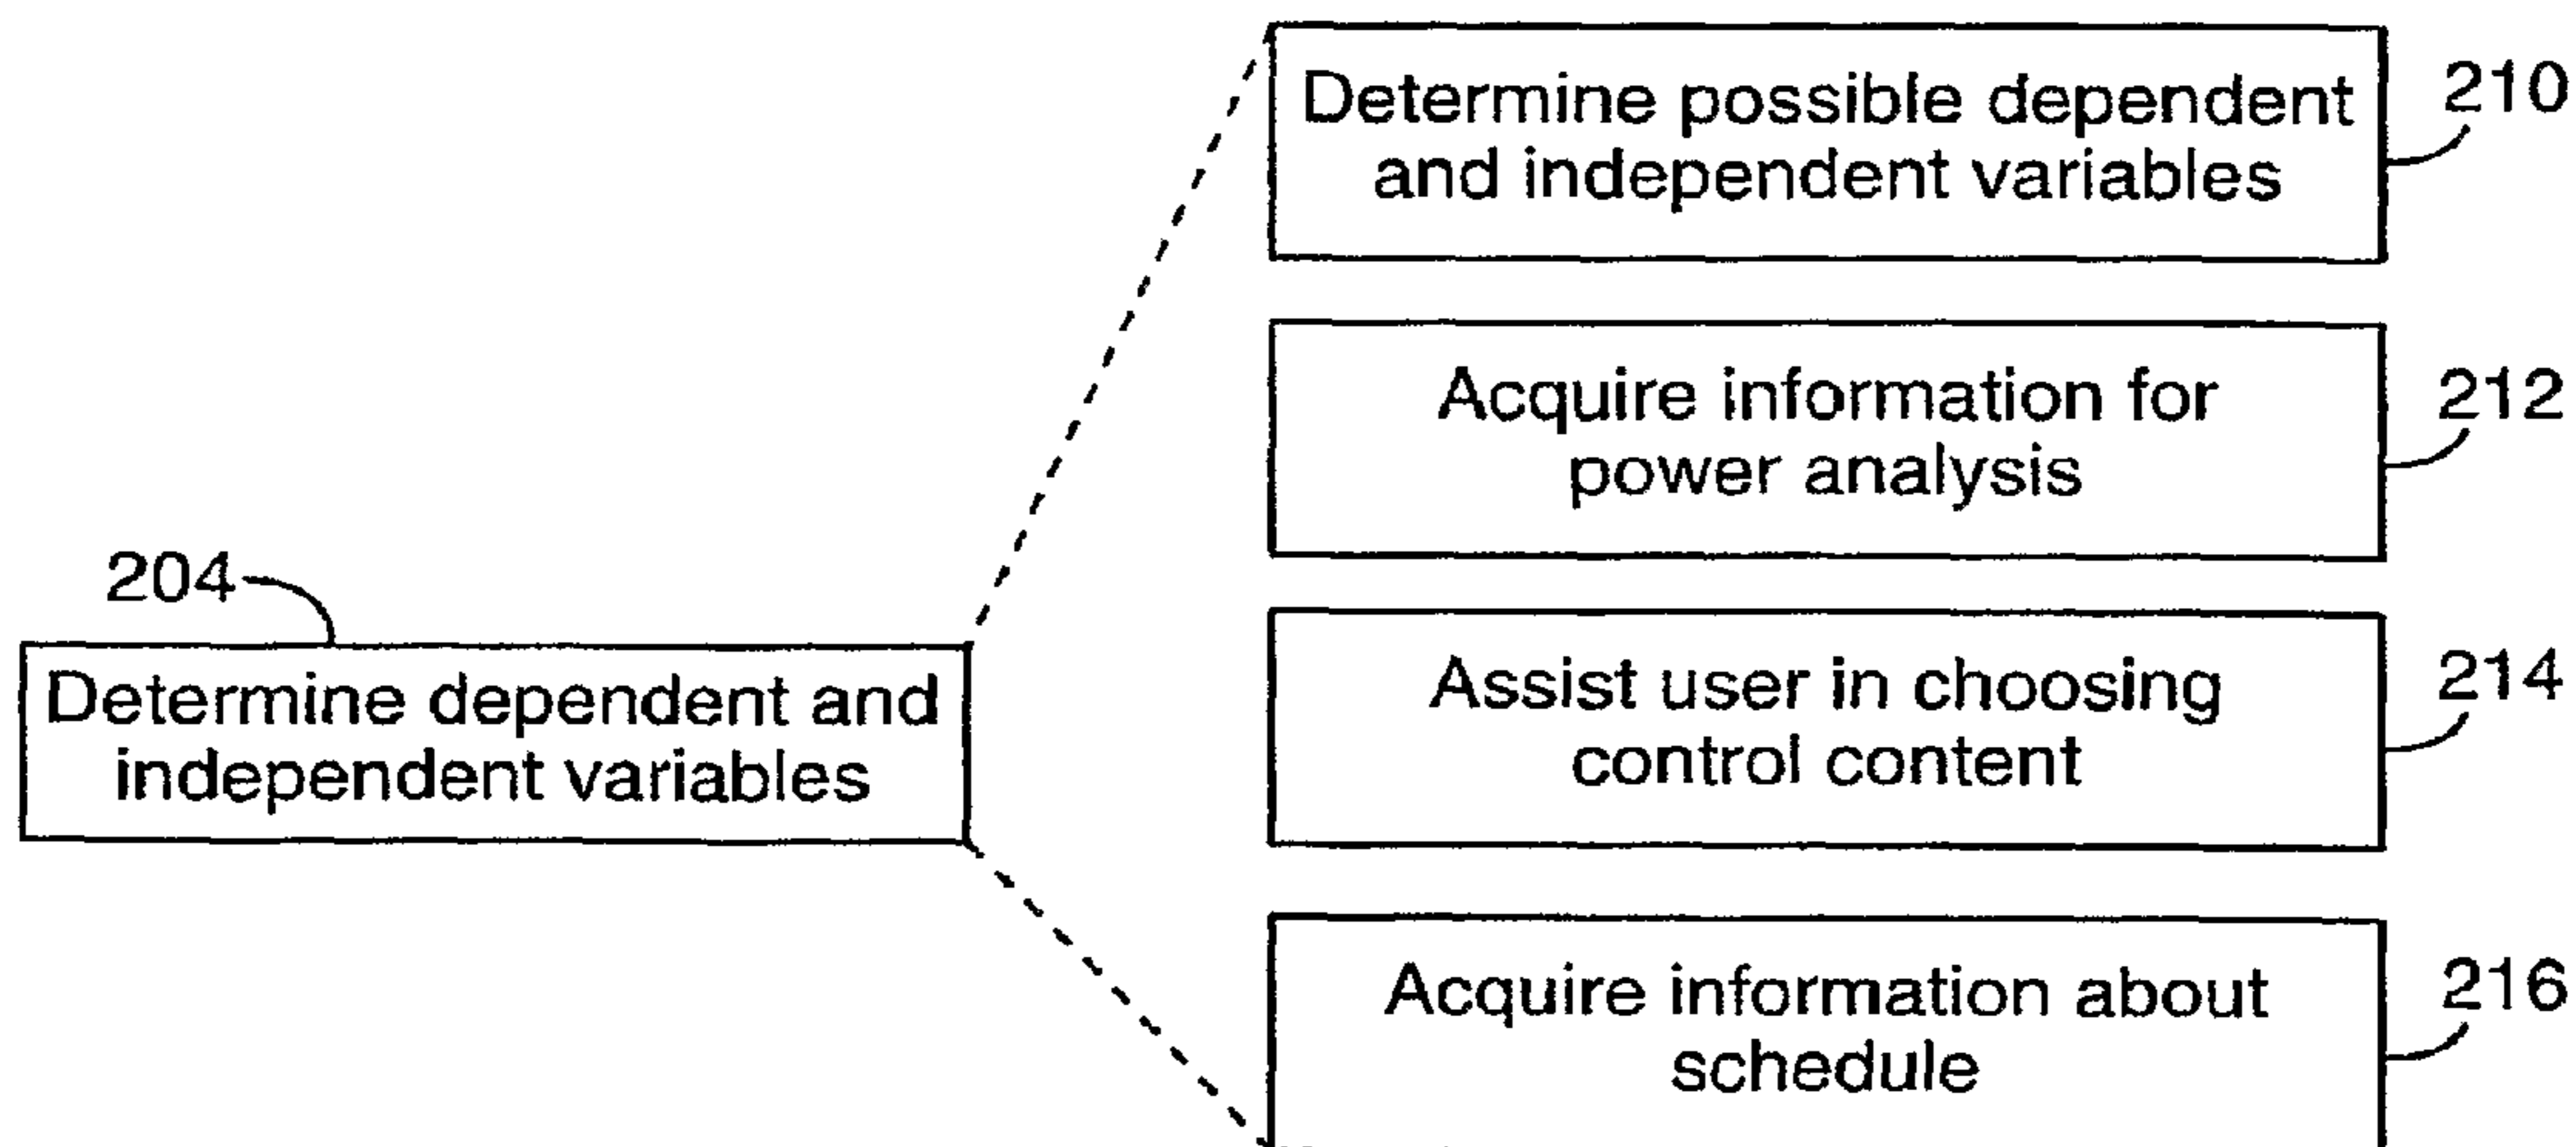 204
Determine dependent and
independent variables
Determine possible dependent
and independent variables
210
Acquire information for
power analysis
212
Assist user in choosing
control content
214
Acquire information about
schedule
216